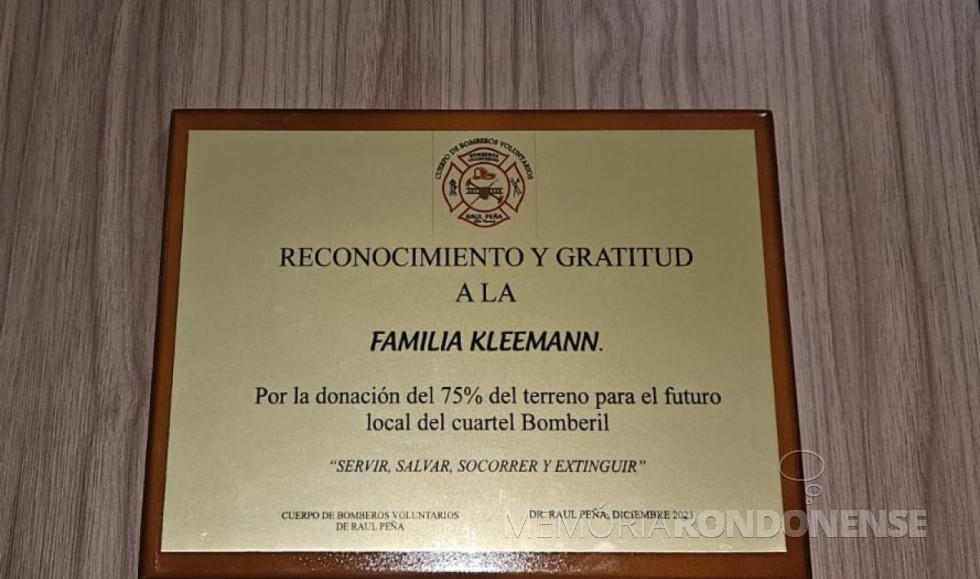 CUERPO DE BOMBEROS VOLUNTARIOS
BOMBEROS
VOLUNTARIOS
RAUL PEÑA
RECONOCIMIENTO Y GRATITUD
A LA
FAMILIA KLEEMANN.
Por la donación del 75% del terreno para el futuro
local del cuartel Bomberil
“SERVIR, SALVAR, SOCORRER Y EXTINGUIR”
CUERPO DE BOMBEROS VOLUNTARIOS
DE RAUL PEÑA
DR. RAUL PEÑA, DICIEMBRE 2023
MEMÓRIARONDONENSE